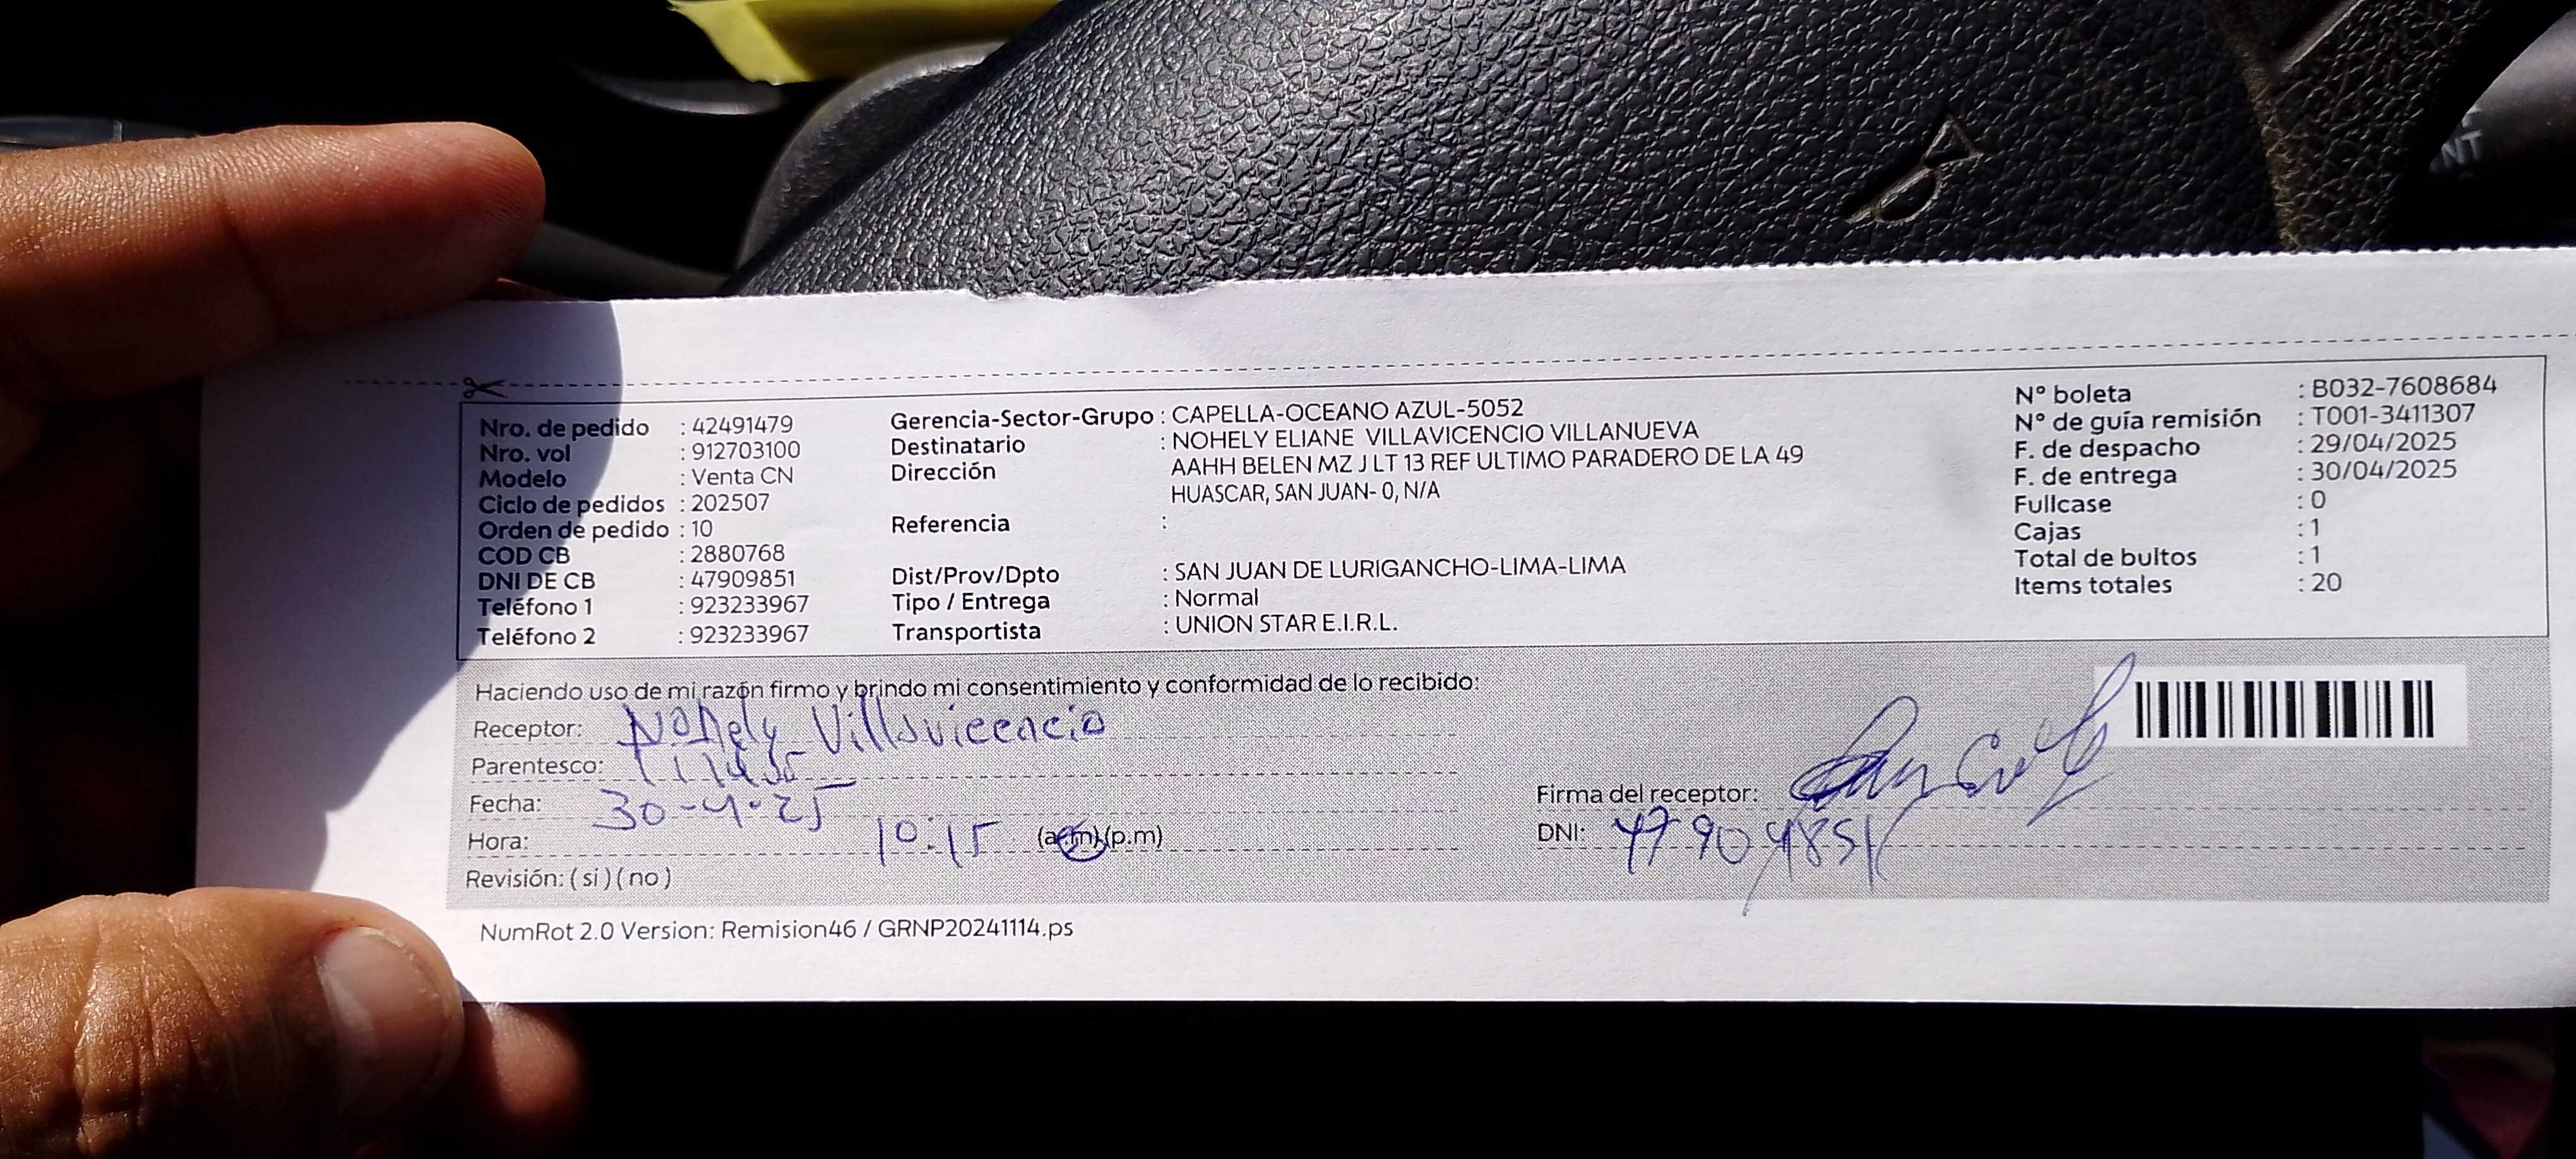 Nro. de pedido : 42491479
Nro. vol : 912703100
Modelo : Venta CN
Ciclo de pedidos : 202507
Orden de pedido : 10
COD CB : 2880768
DNI DE CB : 47909851
Teléfono 1 : 923233967
Teléfono 2 : 923233967
Gerencia-Sector-Grupo : CAPELLA-OCEANO AZUL-5052
Destinatario : NOHELY ELIANE VILLAVICENCIO VILLANUEVA
Dirección AAHH BELEN MZ J LT 13 REF ULTIMO PARADERO DE LA 49
HUASCAR, SAN JUAN- 0, N/A
Referencia :
Dist/Prov/Dpto : SAN JUAN DE LURIGANCHO-LIMA-LIMA
Tipo / Entrega : Normal
Transportista : UNION STAR E.I.R.L.
N° boleta : B032-7608684
N° de guía remisión : T001-3411307
F. de despacho : 29/04/2025
F. de entrega : 30/04/2025
Fullcase : 0
Cajas : 1
Total de bultos : 1
Items totales : 20
Haciendo uso de mi razón firmo y brindo mi consentimiento y conformidad de lo recibido:
Receptor: Nohely Villavicencio
Parentesco:
Fecha: 30-4-25
Hora: 10:15 (a.m)(p.m)
Revisión: ( si ) ( no )
Firma del receptor:
DNI: 47909851
NumRot 2.0 Version: Remision46 / GRNP20241114.ps